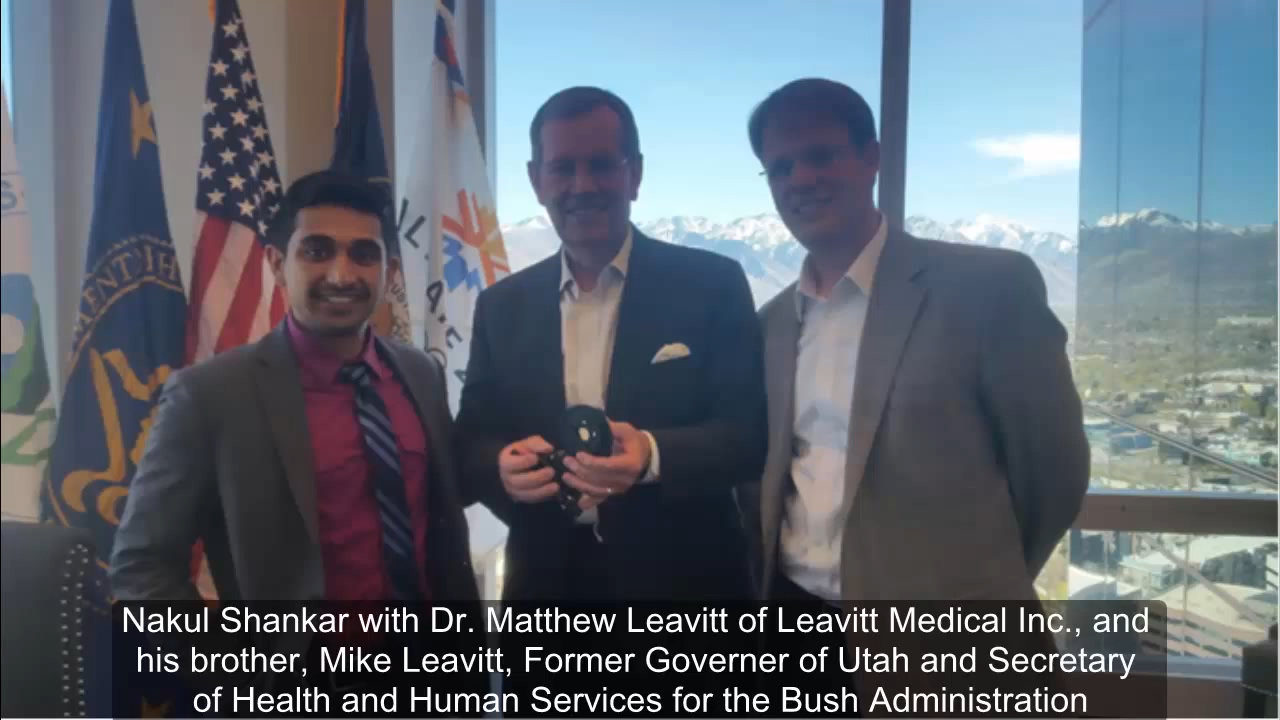 Nakul Shankar with Dr. Matthew Leavitt of Leavitt Medical Inc., and
his brother, Mike Leavitt, Former Governer of Utah and Secretary
of Health and Human Services for the Bush Administration